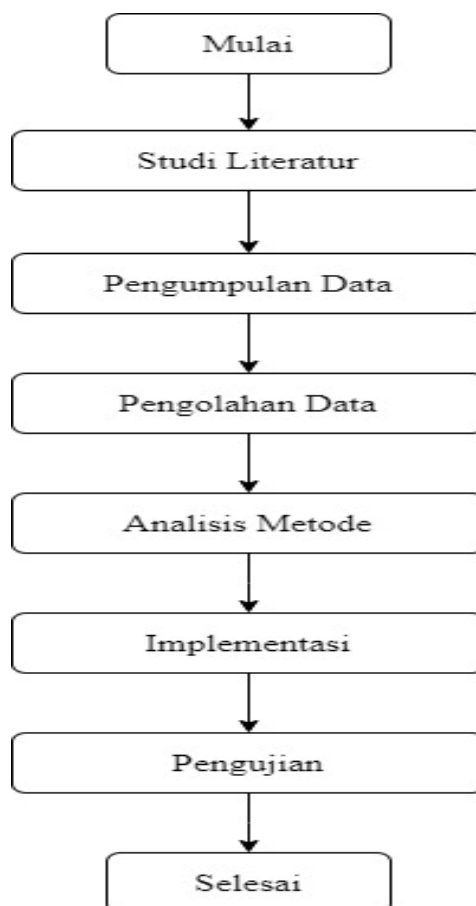 Mulai
Studi Literatur
Pengumpulan Data
Pengolahan Data
Analisis Metode
Implementasi
Pengujian
Selesai